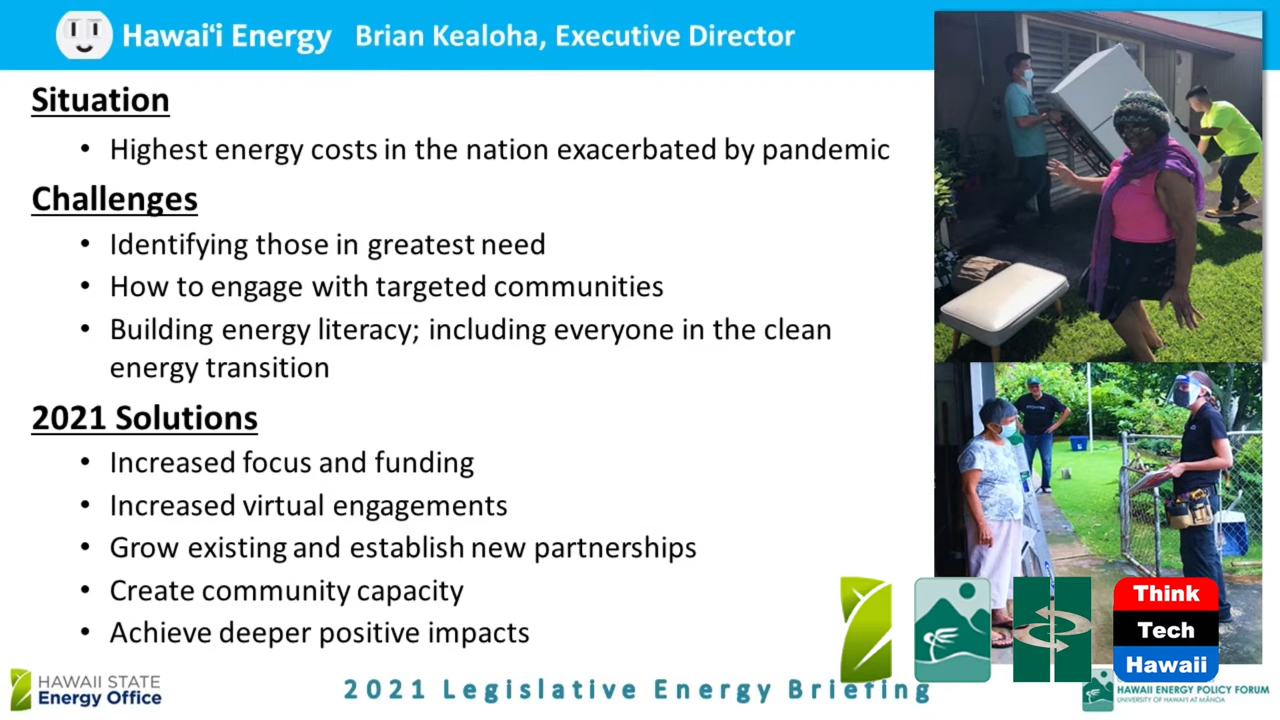 Hawai‘i Energy Brian Kealoha, Executive Director
Situation
• Highest energy costs in the nation exacerbated by pandemic
Challenges
• Identifying those in greatest need
• How to engage with targeted communities
• Building energy literacy; including everyone in the clean
energy transition
2021 Solutions
• Increased focus and funding
• Increased virtual engagements
• Grow existing and establish new partnerships
• Create community capacity
• Achieve deeper positive impacts
Think
Tech
Hawaii
HAWAII STATE
Energy Office
2021 Legislative Energy Briefing
HAWAII ENERGY POLICY FORUM
UNIVERSITY OF HAWAI‘I AT MĀNOA